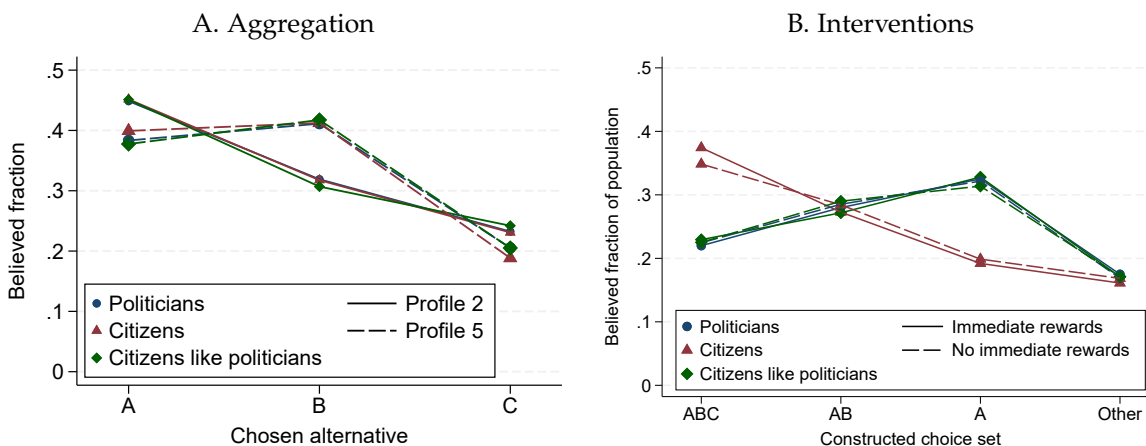 A. Aggregation
Believed fraction
.5
.4
.3
.2
.1
0
Politicians
Citizens
Citizens like politicians
Profile 2
Profile 5
A
B
C
Chosen alternative
B. Interventions
Believed fraction of population
.5
.4
.3
.2
.1
0
Politicians
Citizens
Citizens like politicians
Immediate rewards
No immediate rewards
ABC
AB
A
Other
Constructed choice set